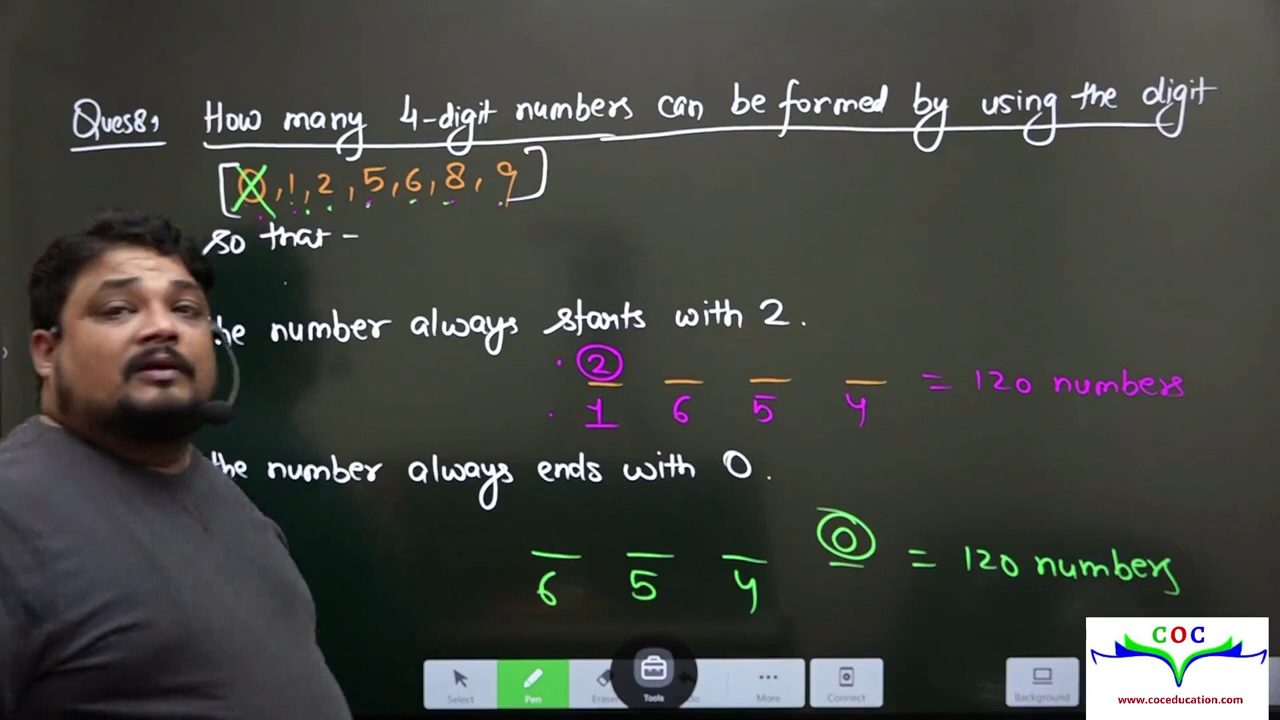 Ques8, How many 4-digit numbers can be formed by using the digit
[0, 1, 2, 5, 6, 8, 9]
so that -
he number always starts with 2.
2
1 6 5 4 = 120 numbers
the number always ends with 0.
0
6 5 4 = 120 numbers
Select Pen Tools More Connect Background
COC
www.coceducation.com